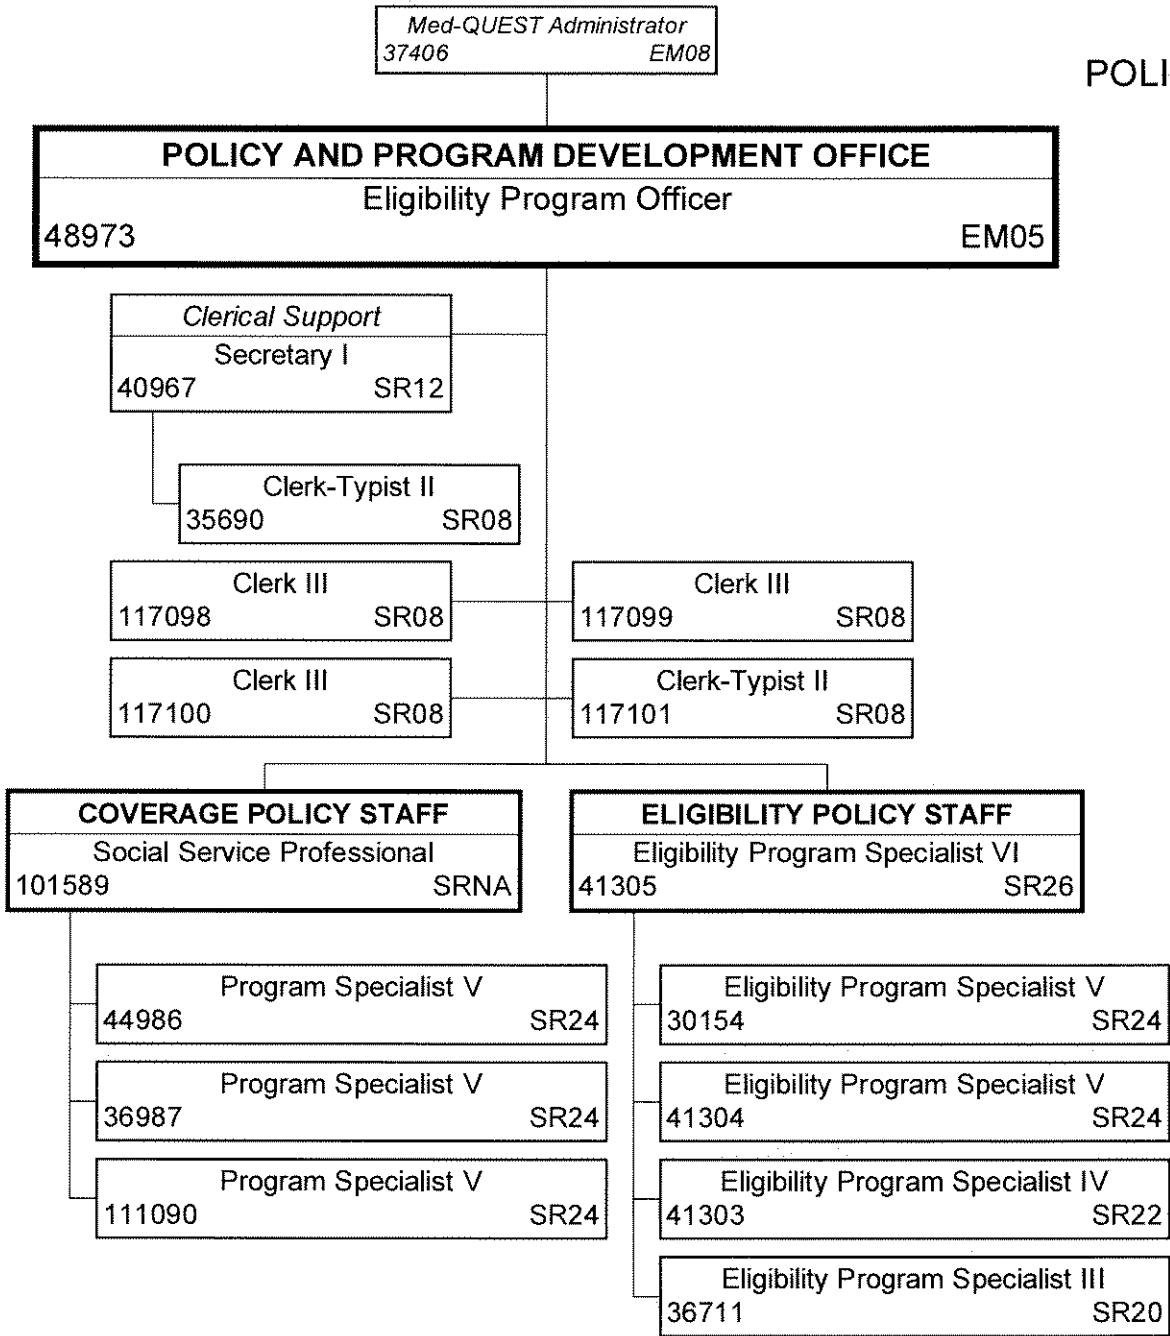 Med-QUEST Administrator
37406 EM08
POLI
POLICY AND PROGRAM DEVELOPMENT OFFICE
Eligibility Program Officer
48973 EM05
Clerical Support
Secretary I
40967 SR12
Clerk-Typist II
35690 SR08
Clerk III
117098 SR08
Clerk III
117099 SR08
Clerk III
117100 SR08
Clerk-Typist II
117101 SR08
COVERAGE POLICY STAFF
Social Service Professional
101589 SRNA
ELIGIBILITY POLICY STAFF
Eligibility Program Specialist VI
41305 SR26
Program Specialist V
44986 SR24
Program Specialist V
36987 SR24
Program Specialist V
111090 SR24
Eligibility Program Specialist V
30154 SR24
Eligibility Program Specialist V
41304 SR24
Eligibility Program Specialist IV
41303 SR22
Eligibility Program Specialist III
36711 SR20